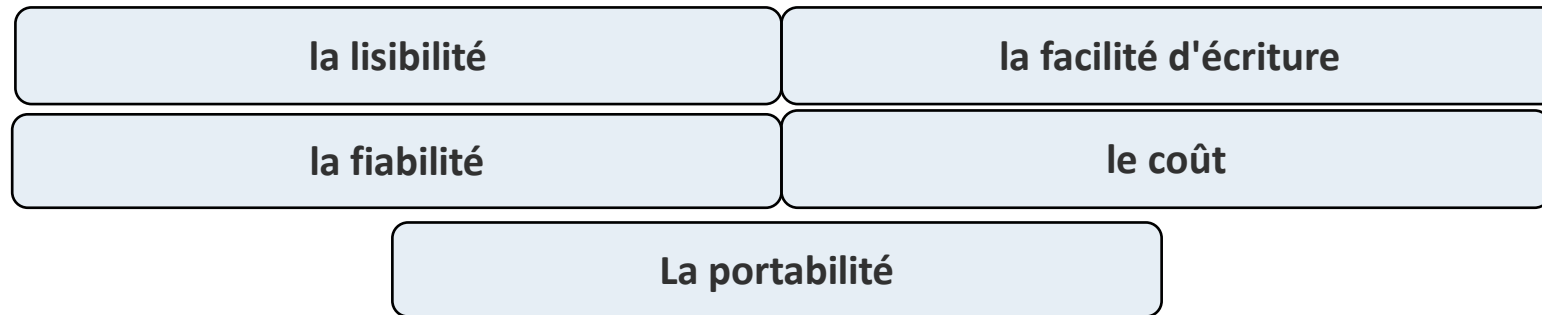 la lisibilité
la facilité d'écriture
la fiabilité
le coût
La portabilité